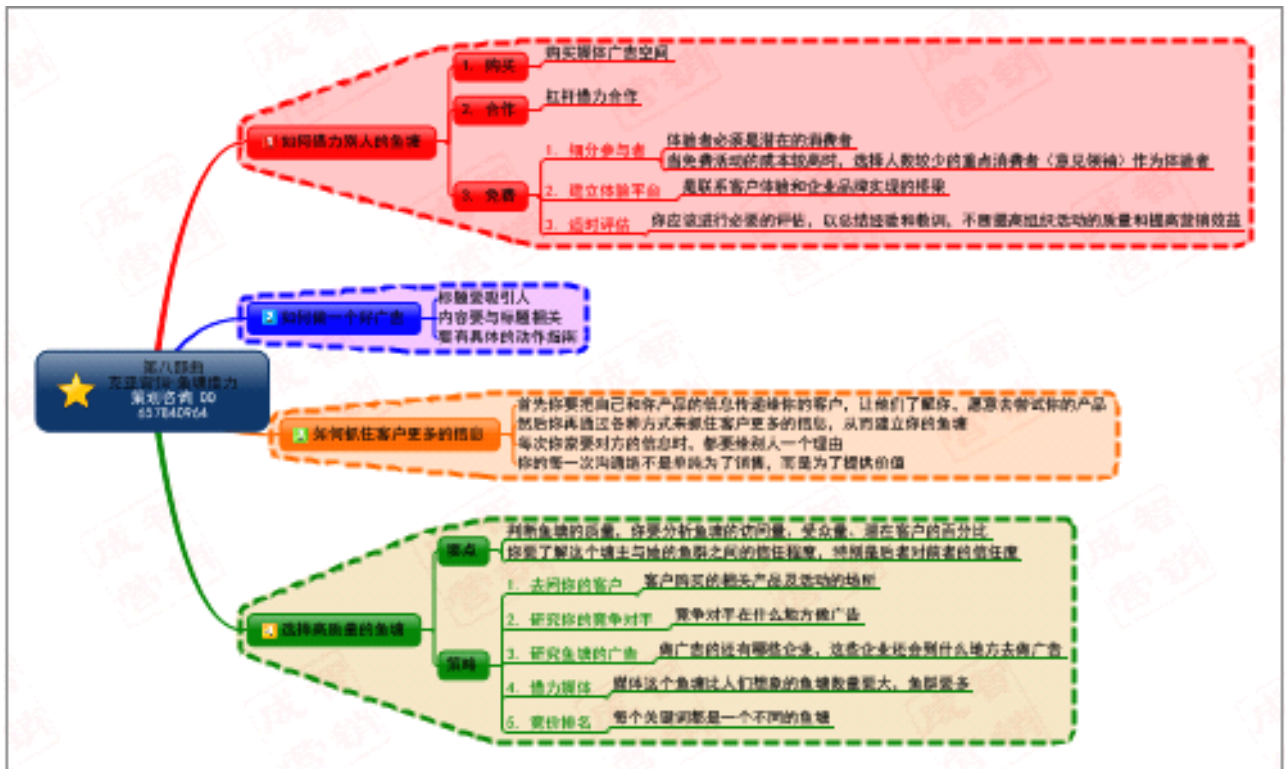 1 如何借力别人的鱼塘
1. 购买
购买媒体广告空间
2. 合作
杠杆借力合作
3. 免费
1. 细分参与者
体验者必须是潜在的消费者
当免费活动的成本较高时，选择人数较少的重点消费者（意见领袖）作为体验者
2. 建立体验平台
是联系客户体验和企业品牌实现的桥梁
3. 适时评估
你应该进行必要的评估，以总结经验和教训，不断提高组织活动的质量和提高营销效益
2 如何做一个好广告
标题要吸引人
内容要与标题相关
要有具体的动作指南
第八部曲
克亚营销-鱼塘借力
策划咨询 QQ
657840964
3 如何抓住客户更多的信息
首先你要把自己和你产品的信息传递给你的客户，让他们了解你、愿意去尝试你的产品
然后你再通过各种方式来抓住客户更多的信息，从而建立你的鱼塘
每次你索要对方的信息时，都要给别人一个理由
你的每一次沟通绝不是单纯为了销售，而是为了提供价值
4 选择高质量的鱼塘
要点
判断鱼塘的质量，你要分析鱼塘的访问量、受众量、潜在客户的百分比
你要了解这个塘主与她的鱼群之间的信任程度，特别是后者对前者的信任度
策略
1. 去问你的客户
客户购买的相关产品及活动的场所
2. 研究你的竞争对手
竞争对手在什么地方做广告
3. 研究鱼塘的广告
做广告的还有哪些企业，这些企业还会到什么地方去做广告
4. 借力媒体
媒体这个鱼塘比人们想象的鱼塘数量要大，鱼群要多
5. 竞价排名
每个关键词都是一个不同的鱼塘